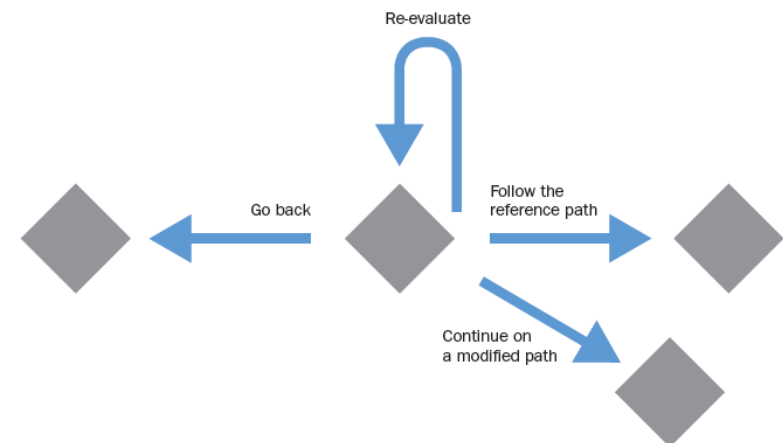 Re-evaluate
Go back
Follow the
reference path
Continue on
a modified path